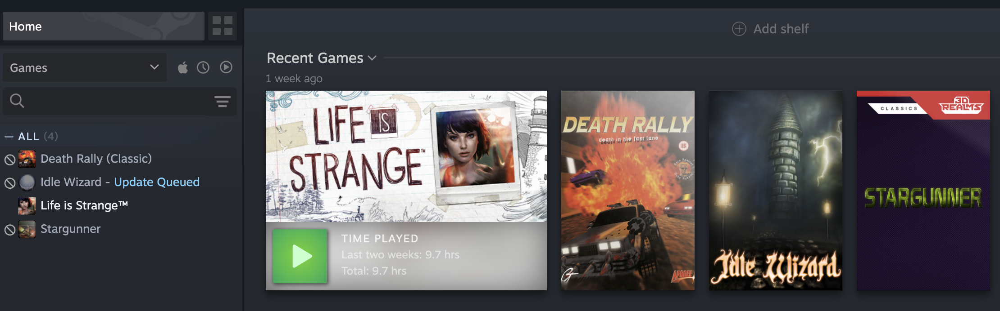 Home
Games
ALL (4)
Death Rally (Classic)
Idle Wizard - Update Queued
Life is Strange™
Stargunner
Add shelf
Recent Games
1 week ago
LIFE IS
STRANGE™
TIME PLAYED
Last two weeks: 9.7 hrs
Total: 9.7 hrs
DEATH RALLY
death in the fast lane
15
APOGEE
Idle Wizard
CLASSICS
3D
REALMS
STARGUNNER